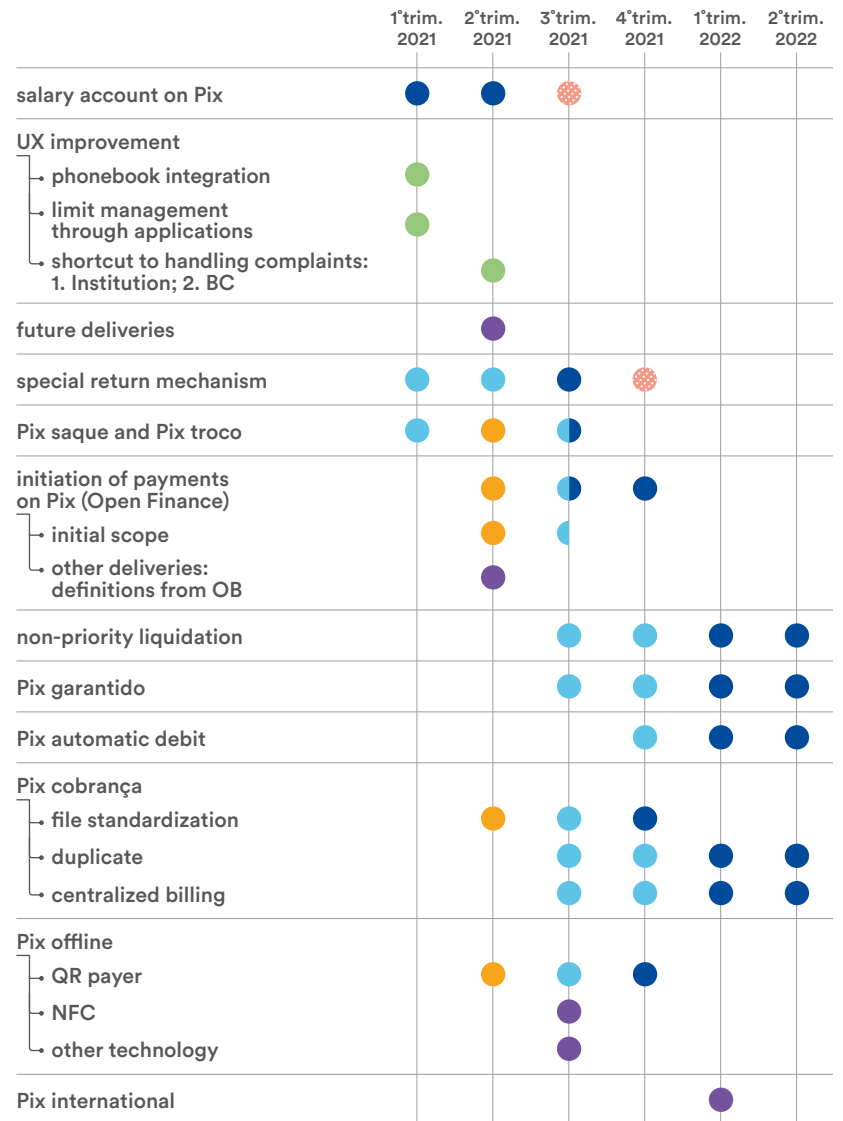 1°trim. 2°trim. 3°trim. 4°trim. 1°trim. 2°trim.
2021 2021 2021 2021 2022 2022
salary account on Pix
UX improvement
phonebook integration
limit management
through applications
shortcut to handling complaints:
1. Institution; 2. BC
future deliveries
special return mechanism
Pix saque and Pix troco
initiation of payments
on Pix (Open Finance)
initial scope
other deliveries:
definitions from OB
non-priority liquidation
Pix garantido
Pix automatic debit
Pix cobrança
file standardization
duplicate
centralized billing
Pix offline
QR payer
NFC
other technology
Pix international